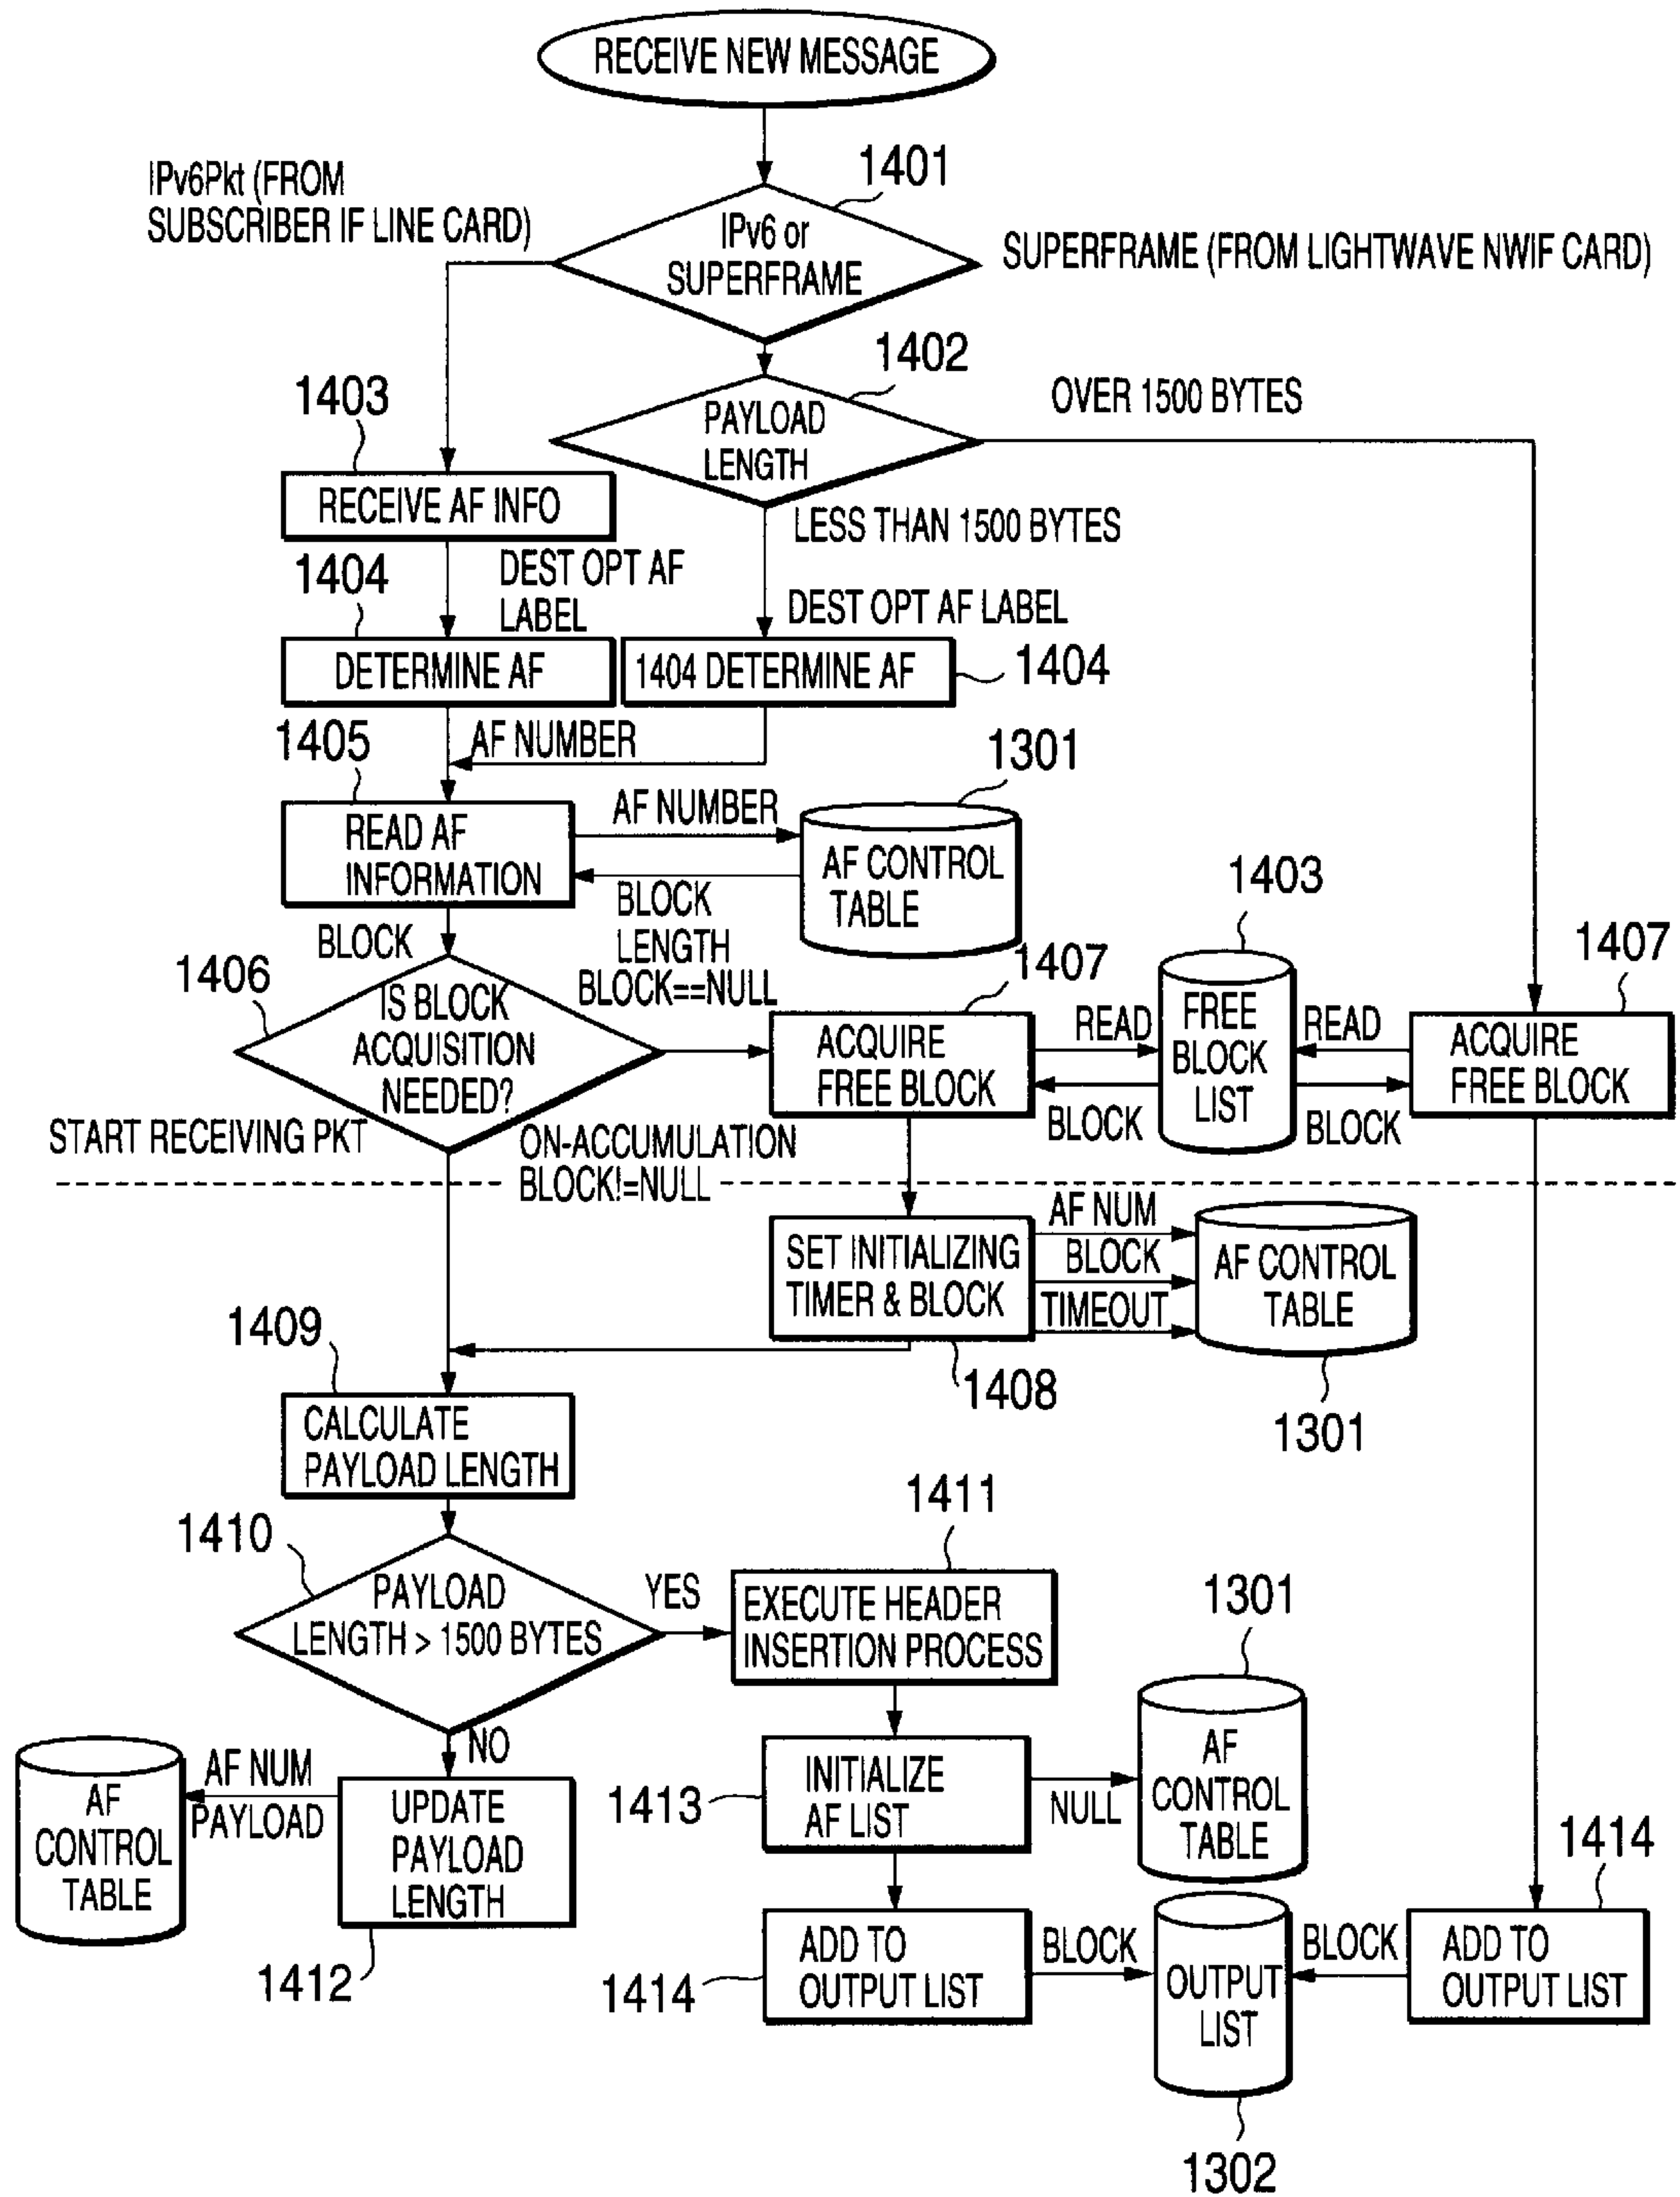 RECEIVE NEW MESSAGE
1401
IPv6Pkt (FROM
SUBSCRIBER IF LINE CARD)
IPv6 or
SUPERFRAME
SUPERFRAME (FROM LIGHTWAVE NWIF CARD)
1402
1403
PAYLOAD
LENGTH
OVER 1500 BYTES
RECEIVE AF INFO
LESS THAN 1500 BYTES
1404
DEST OPT AF
LABEL
DEST OPT AF LABEL
DETERMINE AF
1404 DETERMINE AF
1404
1405
AF NUMBER
1301
READ AF
INFORMATION
AF NUMBER
BLOCK
LENGTH
AF CONTROL
TABLE
1403
BLOCK
1406
BLOCK==NULL
1407
1407
IS BLOCK
ACQUISITION
NEEDED?
ACQUIRE
FREE BLOCK
READ
BLOCK
FREE
BLOCK
LIST
READ
BLOCK
ACQUIRE
FREE BLOCK
START RECEIVING PKT
ON-ACCUMULATION
BLOCK!=NULL
SET INITIALIZING
TIMER & BLOCK
AF NUM
BLOCK
TIMEOUT
AF CONTROL
TABLE
1409
1408
1301
CALCULATE
PAYLOAD LENGTH
1411
1410
PAYLOAD
LENGTH > 1500 BYTES
YES
EXECUTE HEADER
INSERTION PROCESS
1301
NO
AF
CONTROL
TABLE
AF NUM
PAYLOAD
UPDATE
PAYLOAD
LENGTH
1413
INITIALIZE
AF LIST
NULL
AF
CONTROL
TABLE
1414
1412
1414
ADD TO
OUTPUT LIST
BLOCK
OUTPUT
LIST
BLOCK
ADD TO
OUTPUT LIST
1302